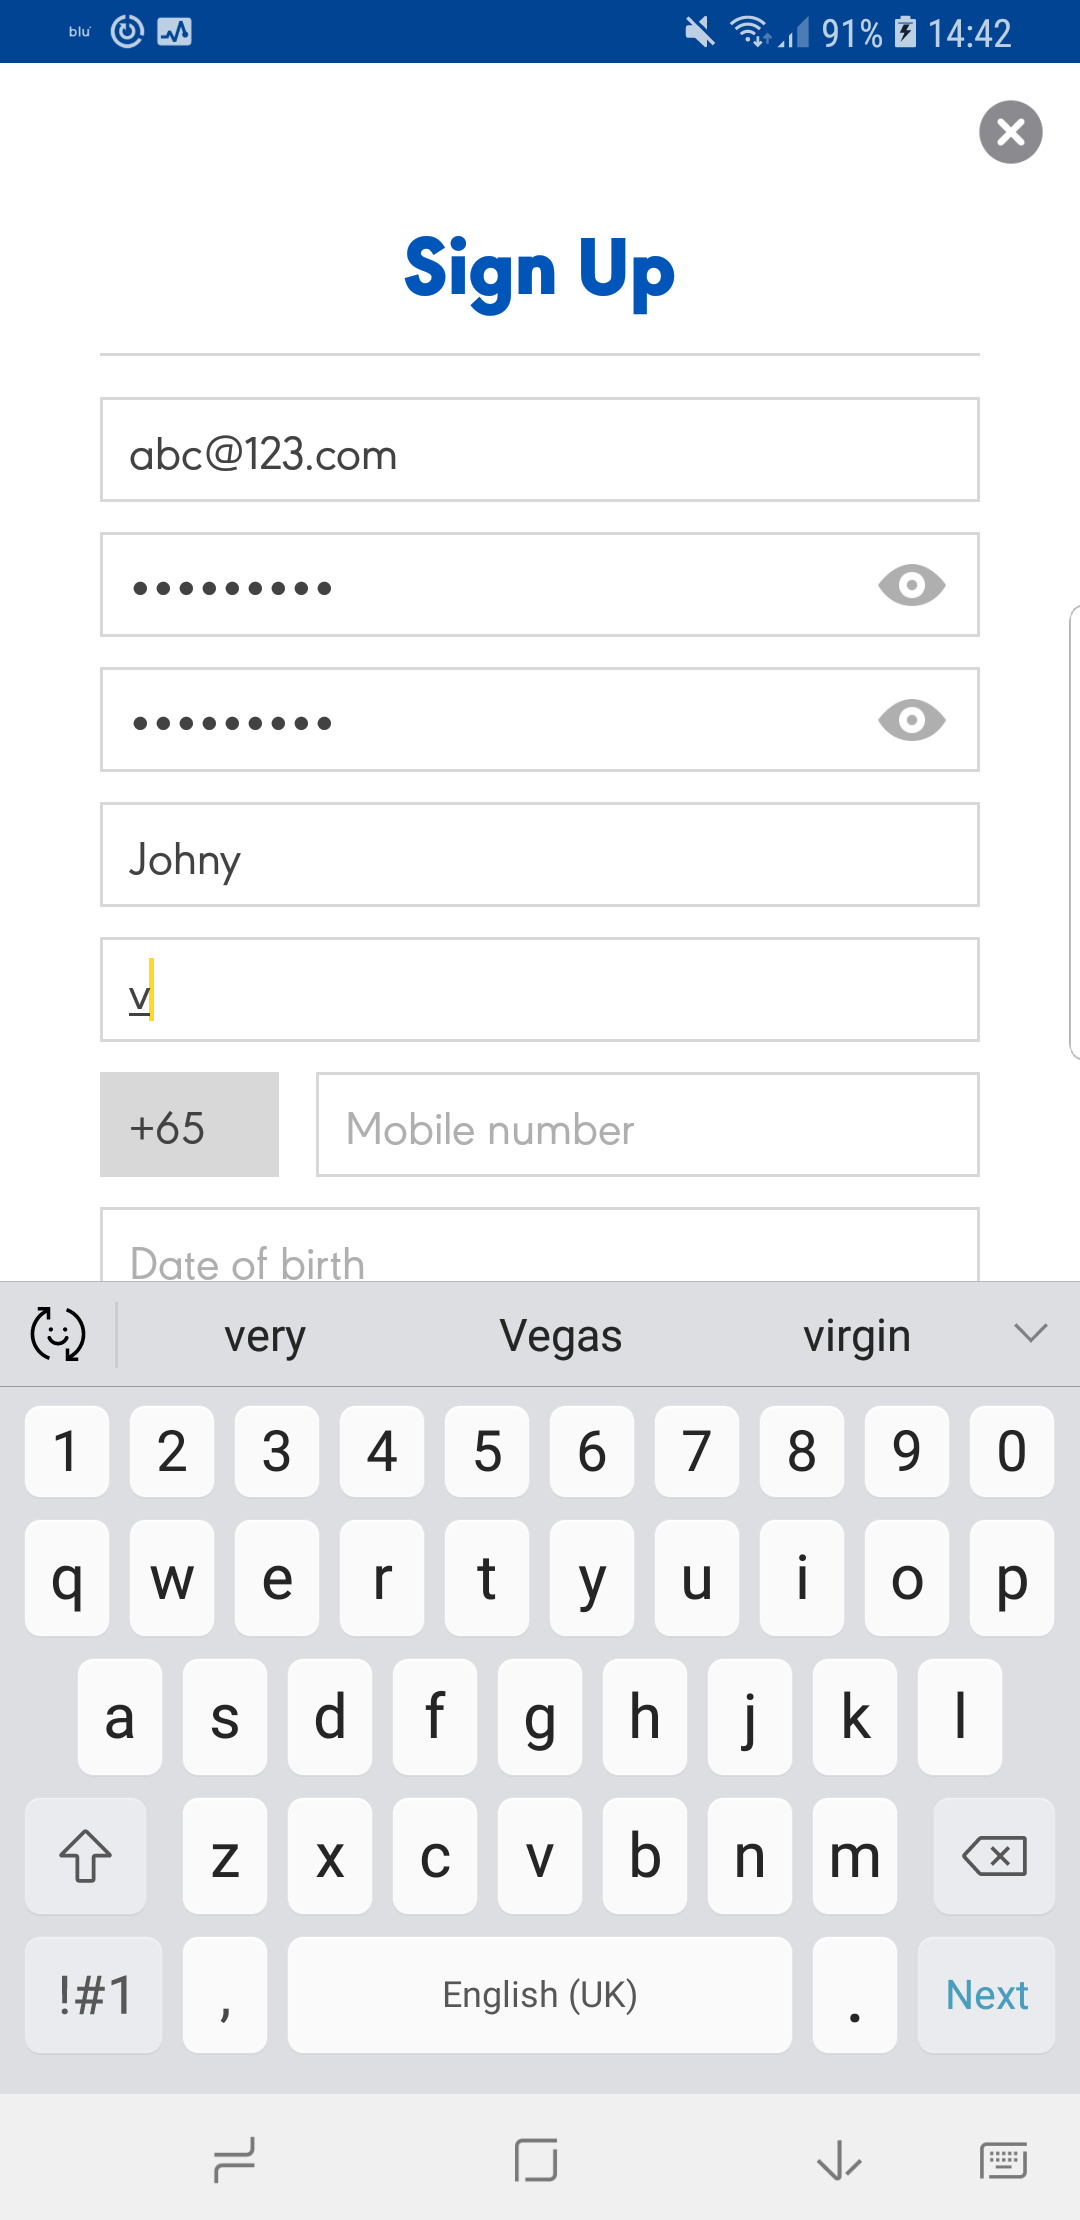 blu 91% 14:42
Sign Up
abc@123.com
•••••••••
•••••••••
Johny
v
+65 Mobile number
Date of birth
very Vegas virgin
1 2 3 4 5 6 7 8 9 0
q w e r t y u i o p
a s d f g h j k l
z x c v b n m
!#1 , English (UK) . Next